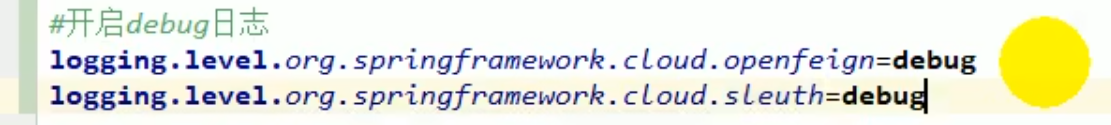 #开启debug日志
logging.level.org.springframework.cloud.openfeign=debug
logging.level.org.springframework.cloud.sleuth=debug